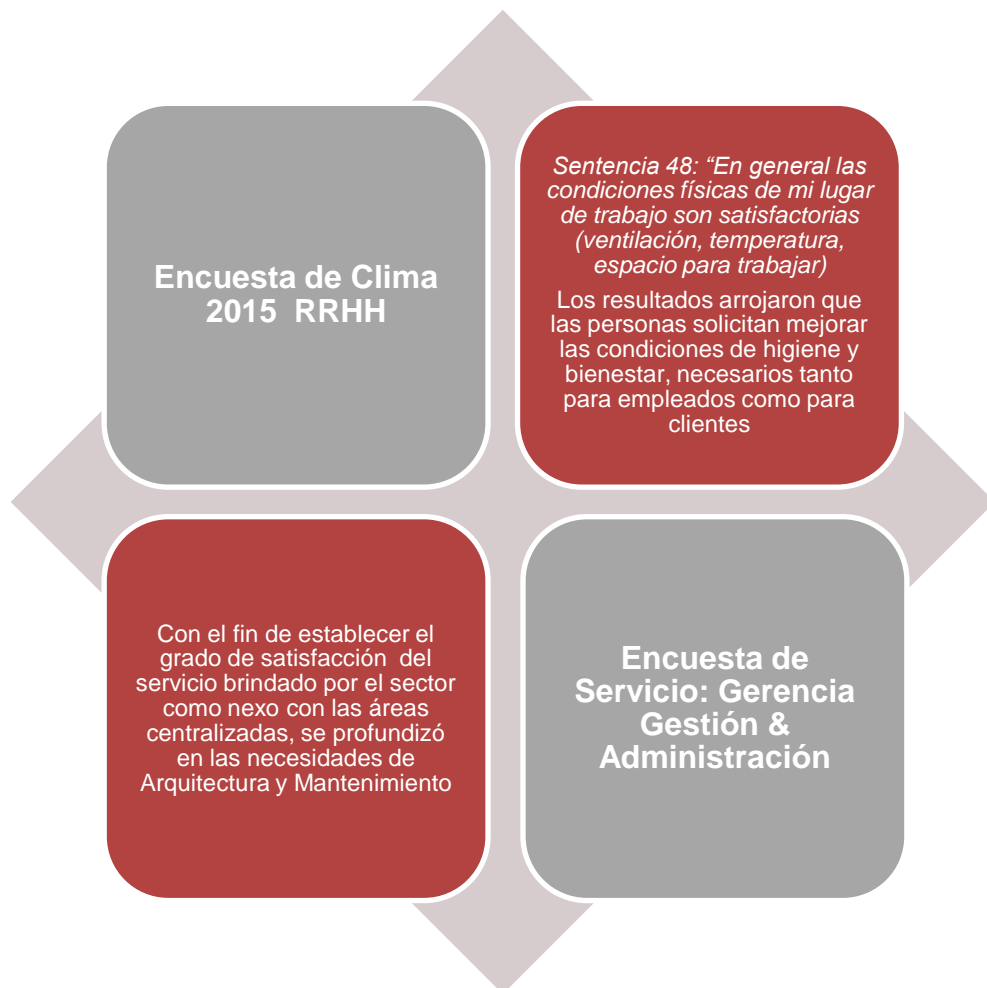 Encuesta de Clima
2015  RRHH
Sentencia 48: “En general las
condiciones físicas de mi lugar
de trabajo son satisfactorias
(ventilación, temperatura,
espacio para trabajar)
Los resultados arrojaron que
las personas solicitan mejorar
las condiciones de higiene y
bienestar, necesarios tanto
para empleados como para
clientes
Con el fin de establecer el
grado de satisfacción  del
servicio brindado por el sector
como nexo con las áreas
centralizadas, se profundizó
en las necesidades de
Arquitectura y Mantenimiento
Encuesta de
Servicio: Gerencia
Gestión &
Administración